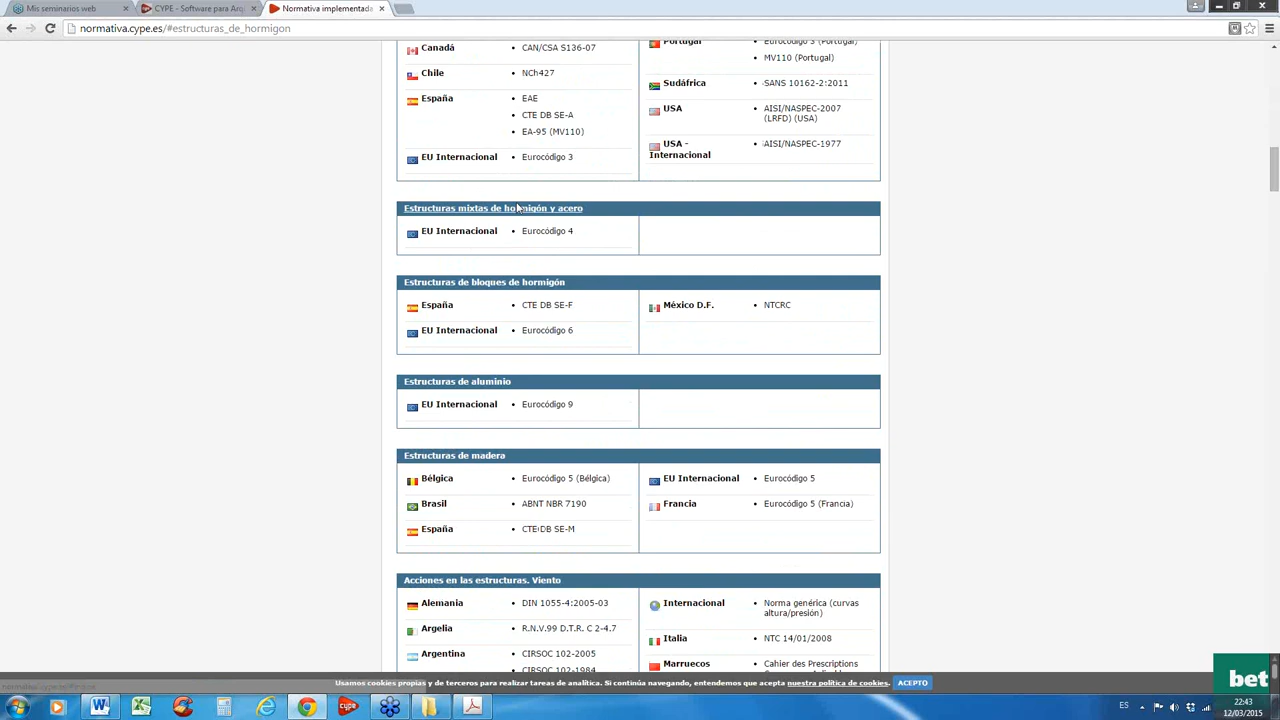 Mis seminarios web
CYPE - Software para Arq
Normativa implementada
normativa.cype.es/#estructuras_de_hormigon
Canadá
CAN/CSA S136-07
Chile
NCh427
España
EAE
CTE DB SE-A
EA-95 (MV110)
EU Internacional
Eurocódigo 3
Portugal
Eurocódigo 3 (Portugal)
MV110 (Portugal)
Sudáfrica
SANS 10162-2:2011
USA
AISI/NASPEC-2007
(LRFD) (USA)
USA -
Internacional
AISI/NASPEC-1977
Estructuras mixtas de hormigón y acero
EU Internacional
Eurocódigo 4
Estructuras de bloques de hormigón
España
CTE DB SE-F
EU Internacional
Eurocódigo 6
México D.F.
NTCRC
Estructuras de aluminio
EU Internacional
Eurocódigo 9
Estructuras de madera
Bélgica
Eurocódigo 5 (Bélgica)
Brasil
ABNT NBR 7190
España
CTE DB SE-M
EU Internacional
Eurocódigo 5
Francia
Eurocódigo 5 (Francia)
Acciones en las estructuras. Viento
Alemania
DIN 1055-4:2005-03
Argelia
R.N.V.99 D.T.R. C 2-4.7
Argentina
CIRSOC 102-2005
CIRSOC 102-1984
Internacional
Norma genérica (curvas
altura/presión)
Italia
NTC 14/01/2008
Marruecos
Cahier des Prescriptions
Usamos cookies propias y de terceros para realizar tareas de analítica. Si continúa navegando, entendemos que acepta nuestra política de cookies.
ACEPTO
bet
cype
ES
22:43
12/03/2015